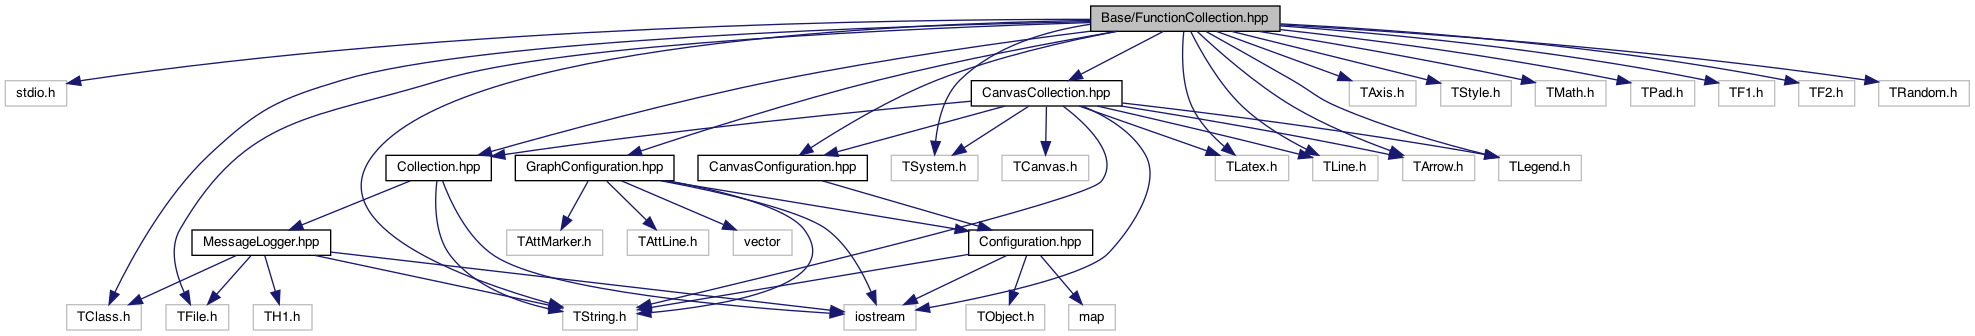 Base/FunctionCollection.hpp
stdio.h
CanvasCollection.hpp
TAxis.h
TStyle.h
TMath.h
TPad.h
TF1.h
TF2.h
TRandom.h
Collection.hpp
GraphConfiguration.hpp
CanvasConfiguration.hpp
TSystem.h
TCanvas.h
TLatex.h
TLine.h
TArrow.h
TLegend.h
MessageLogger.hpp
TAttMarker.h
TAttLine.h
vector
Configuration.hpp
TClass.h
TFile.h
TH1.h
TString.h
iostream
TObject.h
map